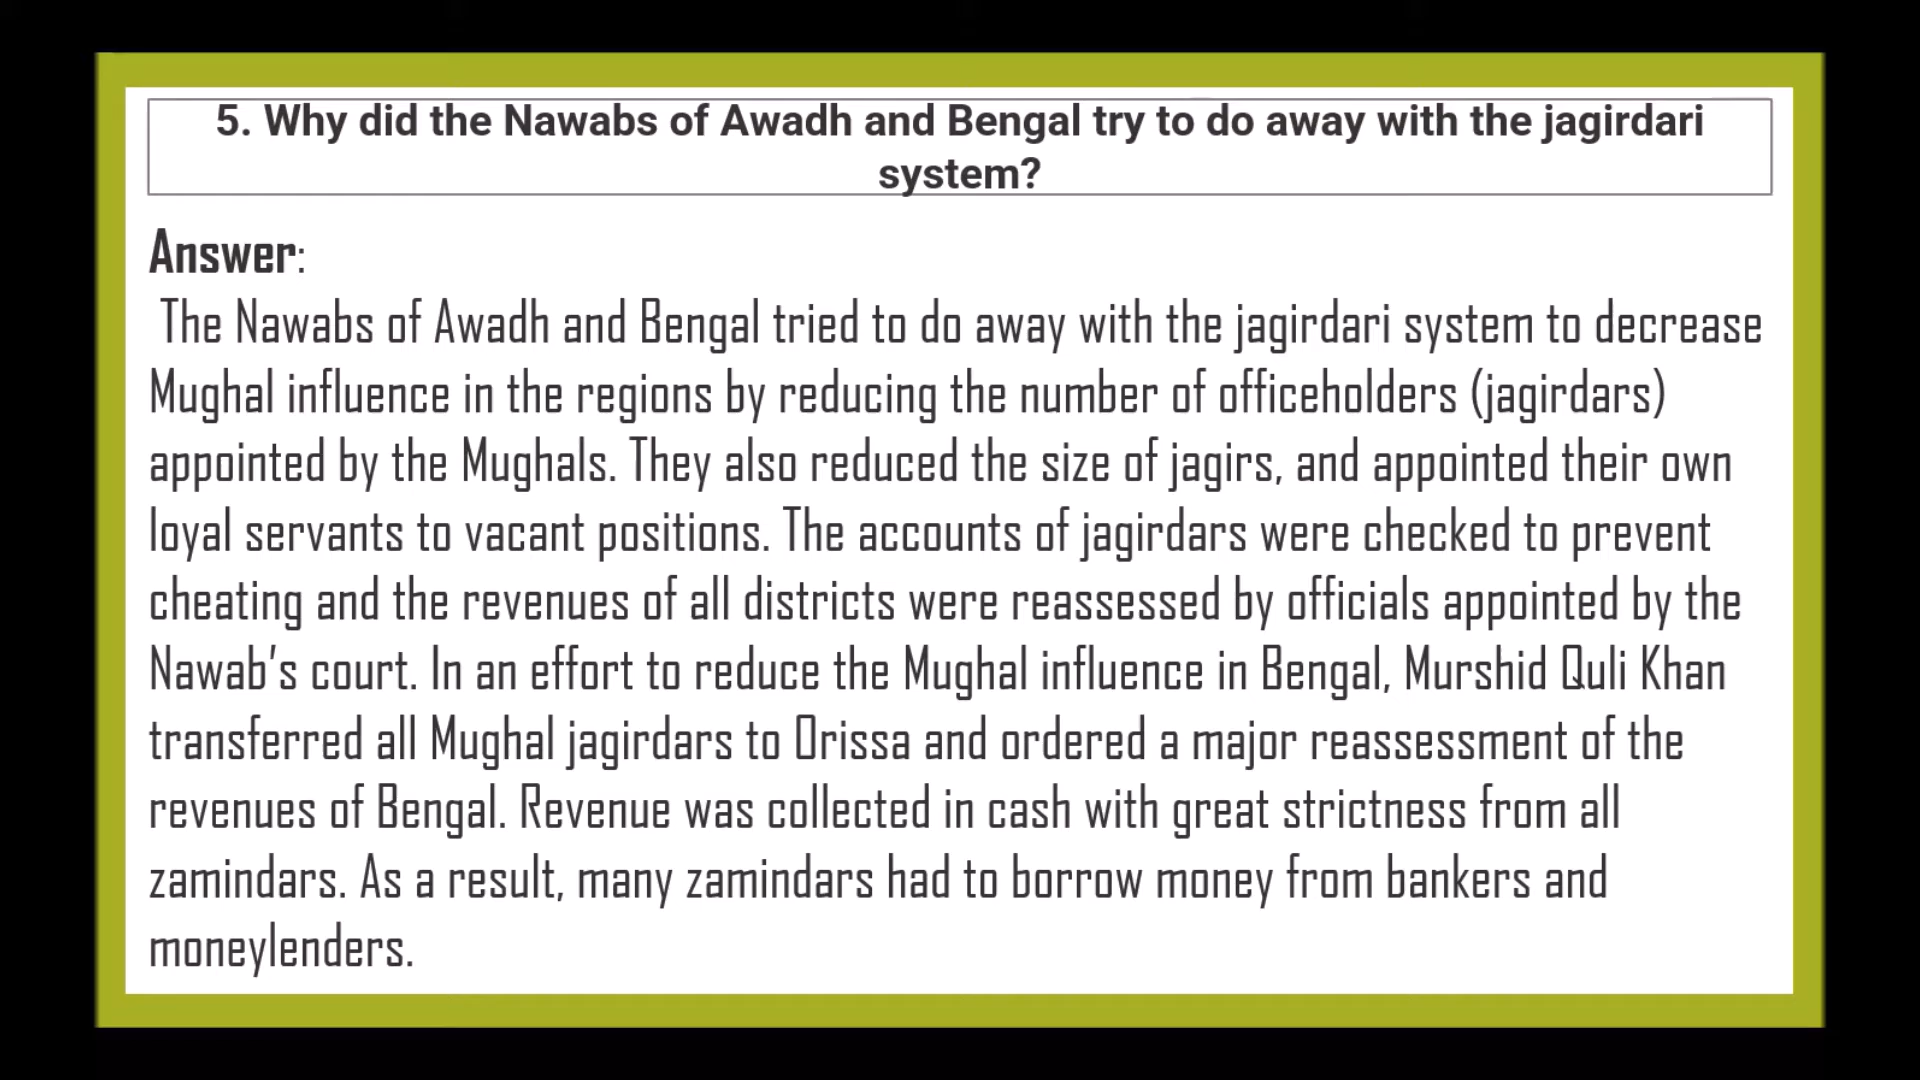 5. Why did the Nawabs of Awadh and Bengal try to do away with the jagirdari
system?
Answer:
The Nawabs of Awadh and Bengal tried to do away with the jagirdari system to decrease
Mughal influence in the regions by reducing the number of officeholders (jagirdars)
appointed by the Mughals. They also reduced the size of jagirs, and appointed their own
loyal servants to vacant positions. The accounts of jagirdars were checked to prevent
cheating and the revenues of all districts were reassessed by officials appointed by the
Nawab's court. In an effort to reduce the Mughal influence in Bengal, Murshid Quli Khan
transferred all Mughal jagirdars to Orissa and ordered a major reassessment of the
revenues of Bengal. Revenue was collected in cash with great strictness from all
zamindars. As a result, many zamindars had to borrow money from bankers and
moneylenders.